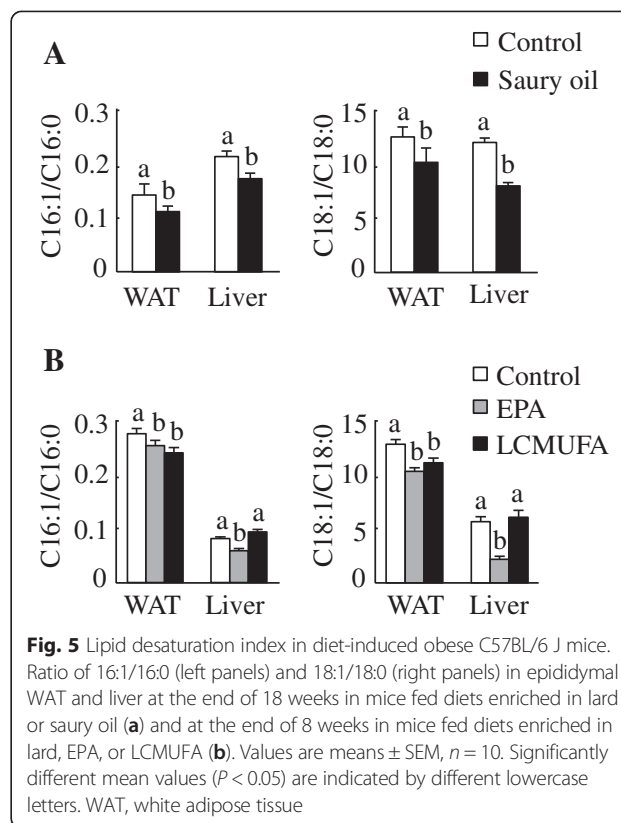 A
Control
Saury oil
C16:1/C16:0
0.3
0.2
0.1
0
a
b
a
b
WAT Liver
C18:1/C18:0
15
10
5
0
a
b
a
b
WAT Liver
B
Control
EPA
LCMUFA
C16:1/C16:0
0.3
0.2
0.1
0
a b b
a b a
WAT Liver
C18:1/C18:0
15
10
5
0
a
b b
a
b
a
WAT Liver
Fig. 5 Lipid desaturation index in diet-induced obese C57BL/6 J mice.
Ratio of 16:1/16:0 (left panels) and 18:1/18:0 (right panels) in epididymal
WAT and liver at the end of 18 weeks in mice fed diets enriched in lard
or saury oil (a) and at the end of 8 weeks in mice fed diets enriched in
lard, EPA, or LCMUFA (b). Values are means ± SEM, n = 10. Significantly
different mean values (P < 0.05) are indicated by different lowercase
letters. WAT, white adipose tissue